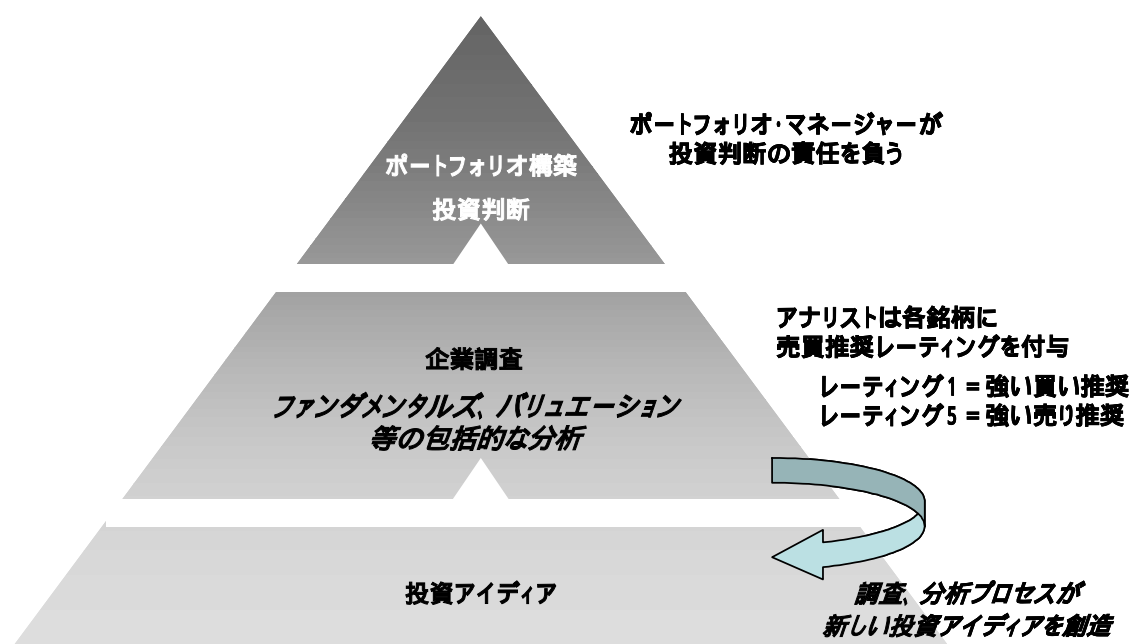 ポートフォリオ・マネージャーが
投資判断の責任を負う
ポートフォリオ構築
投資判断
アナリストは各銘柄に
売買推奨レーティングを付与
レーティング1 = 強い買い推奨
レーティング5 = 強い売り推奨
企業調査
ファンダメンタルズ、バリュエーション
等の包括的な分析
投資アイディア
調査、分析プロセスが
新しい投資アイディアを創造